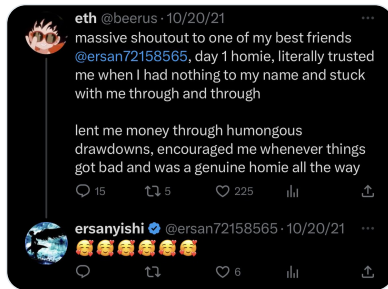 eth @beerus · 10/20/21
massive shoutout to one of my best friends
@ersan72158565, day 1 homie, literally trusted
me when I had nothing to my name and stuck
with me through and through
lent me money through humongous
drawdowns, encouraged me whenever things
got bad and was a genuine homie all the way
15 5 225
ersanyishi @ersan72158565 · 10/20/21
🥰🥰🥰🥰🥰🥰
6